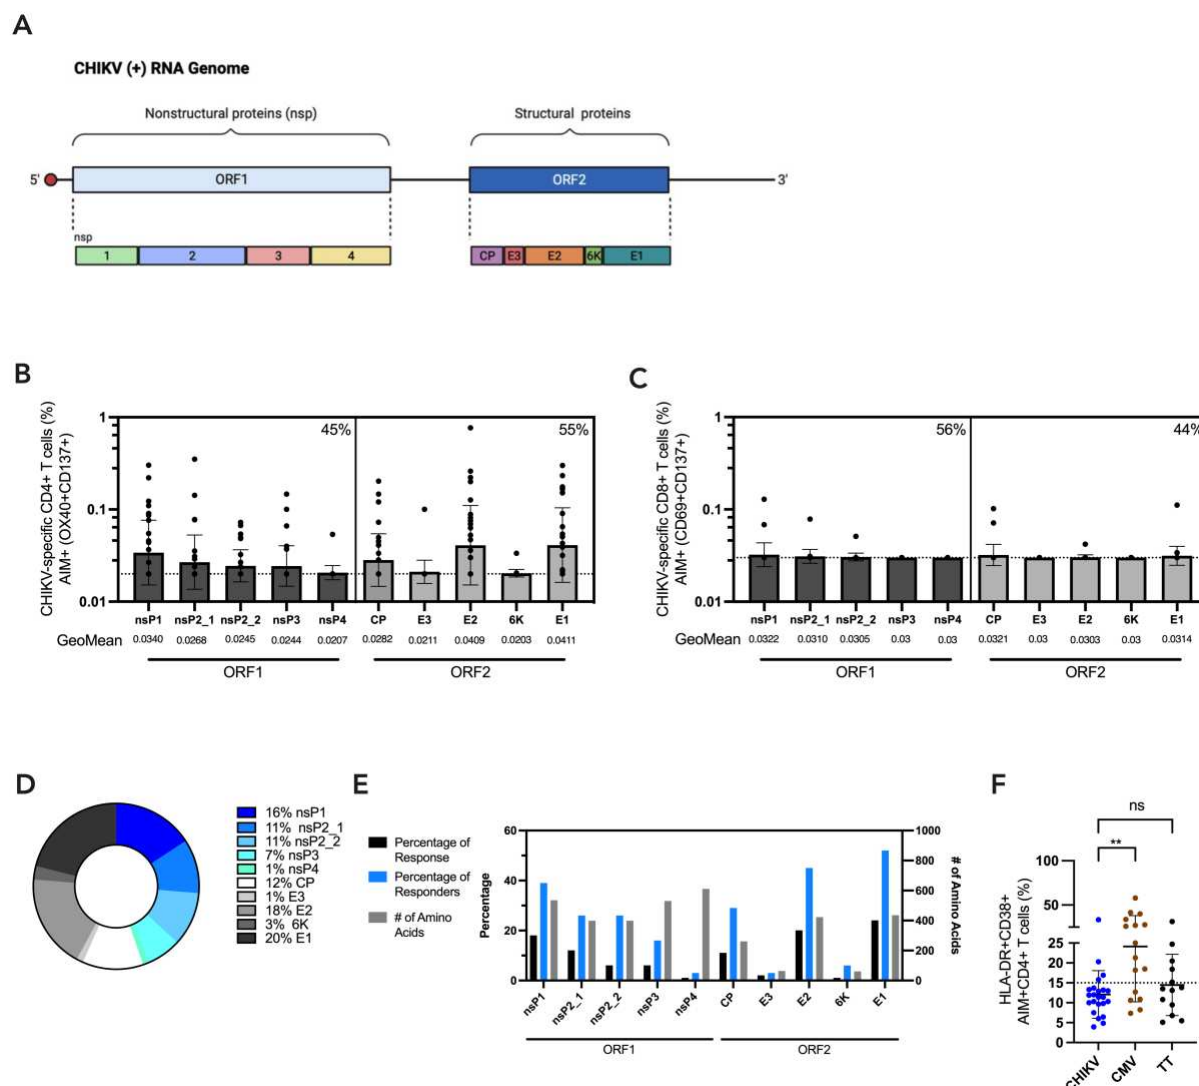 A
CHIKV (+) RNA Genome
Nonstructural proteins (nsp)
Structural proteins
5'
ORF1
ORF2
3'
nsp
1
2
3
4
CP
E3
E2
6K
E1
B
CHIKV-specific CD4+ T cells (%)
AIM+ (OX40+CD137+)
1
0.1
0.01
45%
55%
nsP1 nsP2_1 nsP2_2 nsP3 nsP4 CP E3 E2 6K E1
GeoMean 0.0340 0.0268 0.0245 0.0244 0.0207 0.0282 0.0211 0.0409 0.0203 0.0411
ORF1
ORF2
C
CHIKV-specific CD8+ T cells (%)
AIM+ (CD69+CD137+)
1
0.1
0.01
56%
44%
nsP1 nsP2_1 nsP2_2 nsP3 nsP4 CP E3 E2 6K E1
GeoMean 0.0322 0.0310 0.0305 0.03 0.03 0.0321 0.03 0.0303 0.03 0.0314
ORF1
ORF2
D
16% nsP1
11% nsP2_1
11% nsP2_2
7% nsP3
1% nsP4
12% CP
1% E3
18% E2
3% 6K
20% E1
E
Percentage of
Response
Percentage of
Responders
# of Amino
Acids
Percentage
60
40
20
0
1000
800
600
400
200
0
# of Amino Acids
nsP1
nsP2_1
nsP2_2
nsP3
nsP4
CP
E3
E2
6K
E1
ORF1
ORF2
F
ns
**
HLA-DR+CD38+
AIM+CD4+ T cells (%)
100
50
25
20
15
10
5
0
CHIKV
CMV
TT